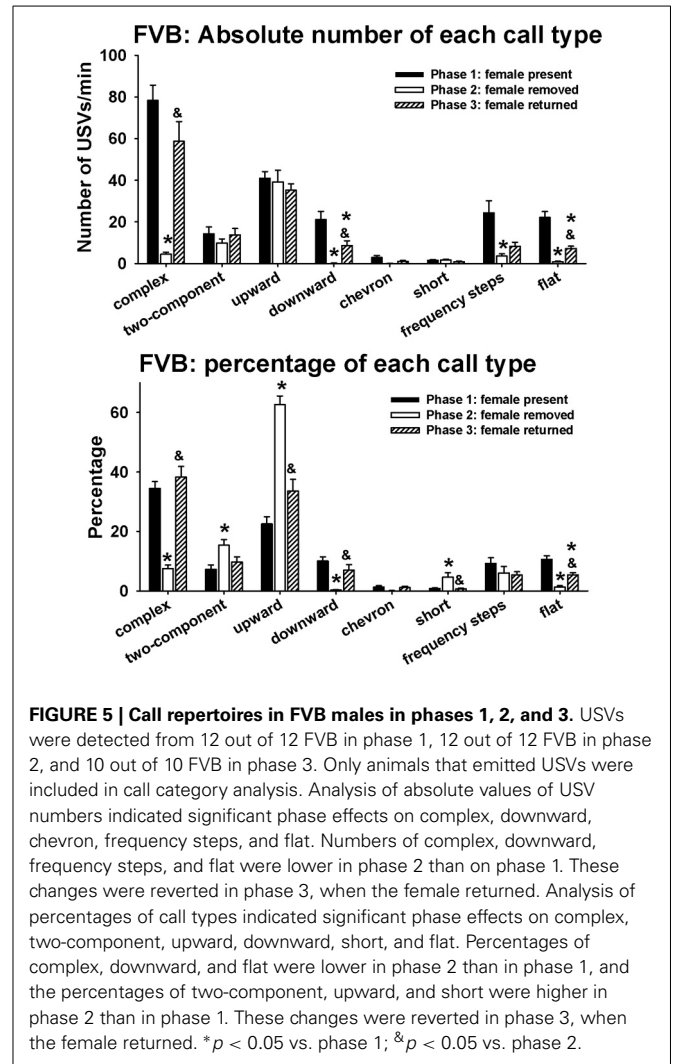 FVB: Absolute number of each call type
Number of USVs/min
100
80
60
40
20
0
Phase 1: female present
Phase 2: female removed
Phase 3: female returned
*
&
*
&
*
*
*
&
*
*
complex
two-component
upward
downward
chevron
short
frequency steps
flat
FVB: percentage of each call type
Percentage
60
40
20
0
Phase 1: female present
Phase 2: female removed
Phase 3: female returned
*
&
*
*
&
*
&
*
&
*
&
*
complex
two-component
upward
downward
chevron
short
frequency steps
flat
FIGURE 5 | Call repertoires in FVB males in phases 1, 2, and 3. USVs
were detected from 12 out of 12 FVB in phase 1, 12 out of 12 FVB in phase
2, and 10 out of 10 FVB in phase 3. Only animals that emitted USVs were
included in call category analysis. Analysis of absolute values of USV
numbers indicated significant phase effects on complex, downward,
chevron, frequency steps, and flat. Numbers of complex, downward,
frequency steps, and flat were lower in phase 2 than on phase 1. These
changes were reverted in phase 3, when the female returned. Analysis of
percentages of call types indicated significant phase effects on complex,
two-component, upward, downward, short, and flat. Percentages of
complex, downward, and flat were lower in phase 2 than in phase 1, and
the percentages of two-component, upward, and short were higher in
phase 2 than in phase 1. These changes were reverted in phase 3, when
the female returned. *p < 0.05 vs. phase 1; &p < 0.05 vs. phase 2.